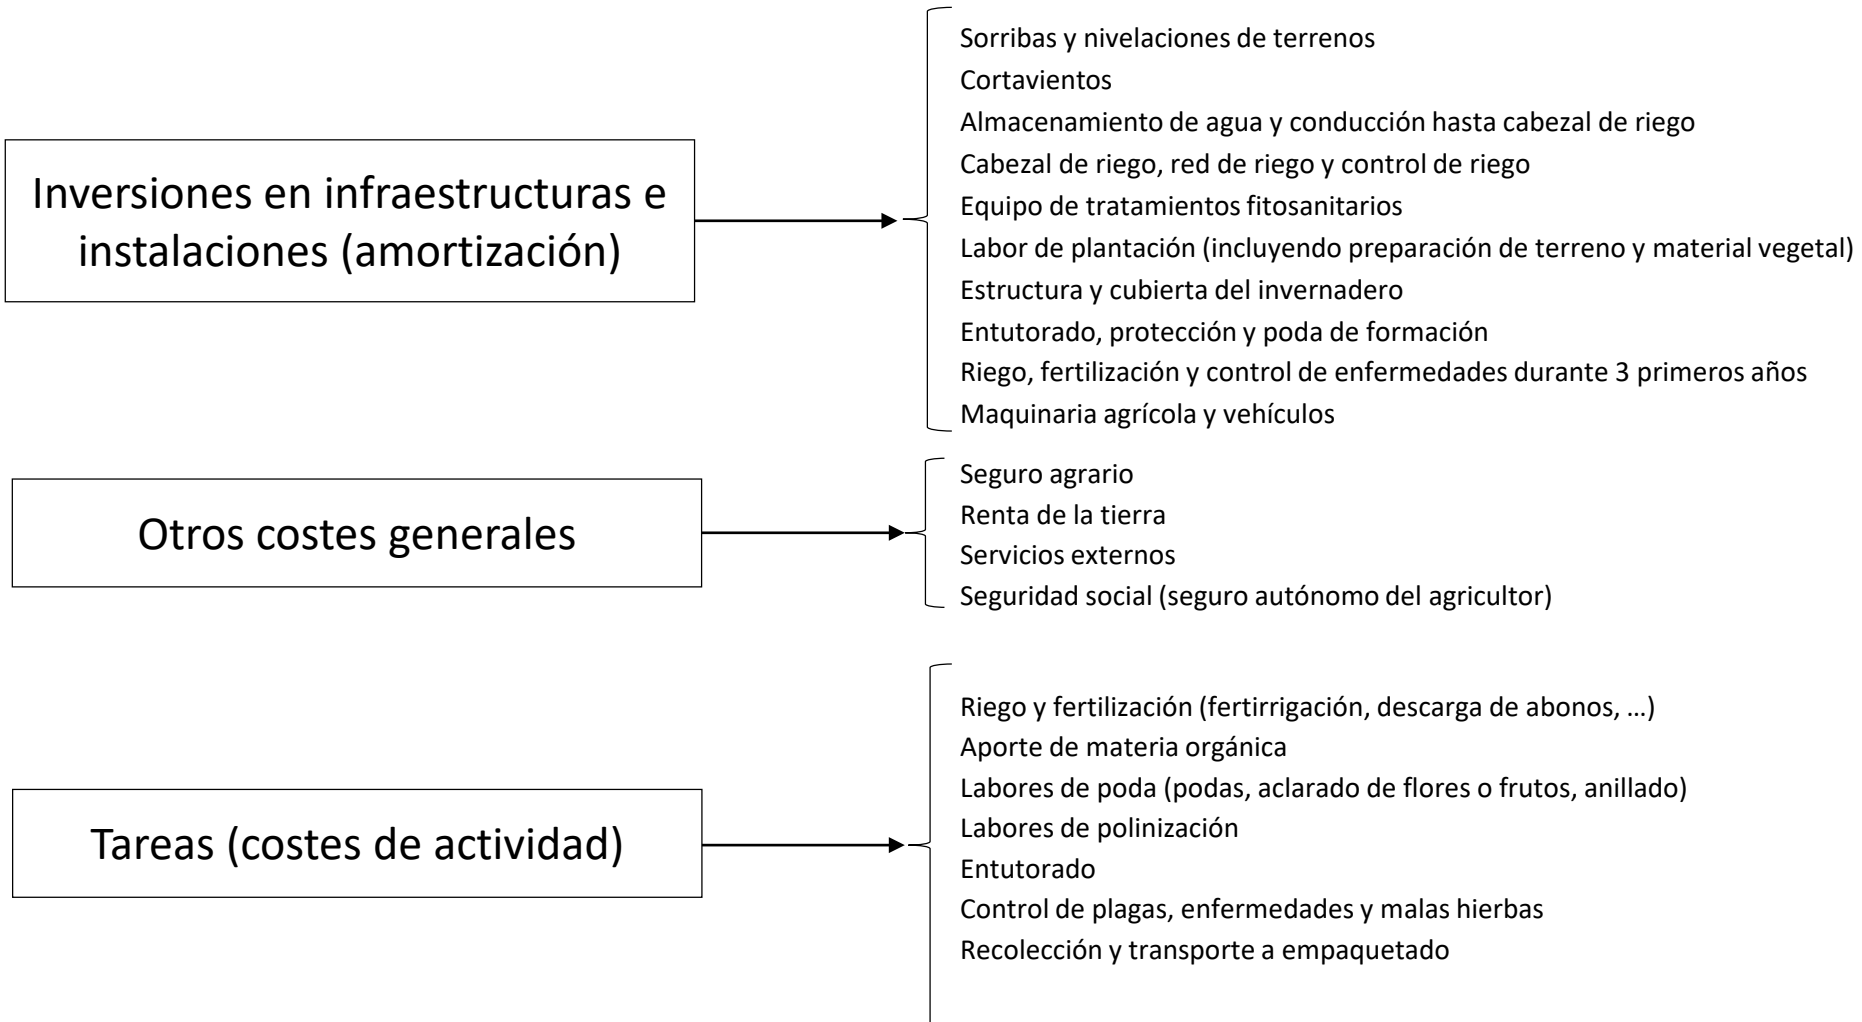 Inversiones en infraestructuras e
instalaciones (amortización)
Sorribas y nivelaciones de terrenos
Cortavientos
Almacenamiento de agua y conducción hasta cabezal de riego
Cabezal de riego, red de riego y control de riego
Equipo de tratamientos fitosanitarios
Labor de plantación (incluyendo preparación de terreno y material vegetal)
Estructura y cubierta del invernadero
Entutorado, protección y poda de formación
Riego, fertilización y control de enfermedades durante 3 primeros años
Maquinaria agrícola y vehículos
Otros costes generales
Seguro agrario
Renta de la tierra
Servicios externos
Seguridad social (seguro autónomo del agricultor)
Tareas (costes de actividad)
Riego y fertilización (fertirrigación, descarga de abonos, …)
Aporte de materia orgánica
Labores de poda (podas, aclarado de flores o frutos, anillado)
Labores de polinización
Entutorado
Control de plagas, enfermedades y malas hierbas
Recolección y transporte a empaquetado